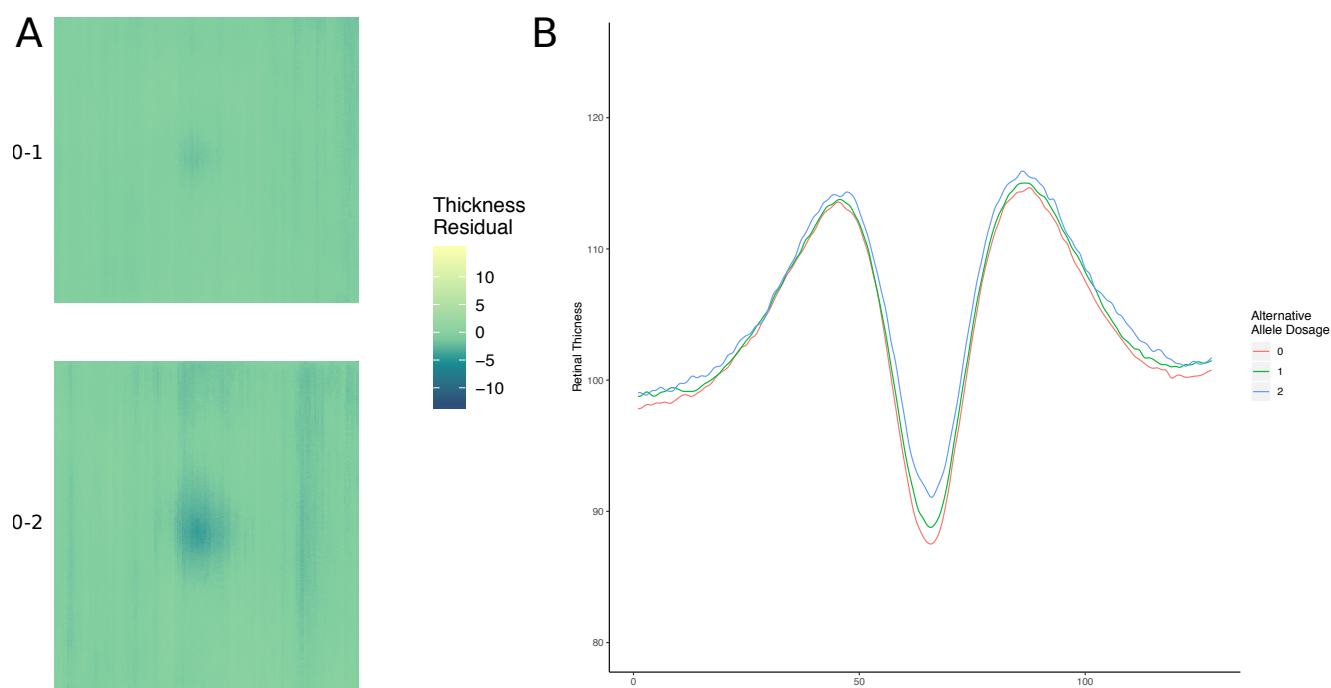 A
0-1
0-2
Thickness
Residual
10
5
0
−5
−10
B
Retinal Thicness
120
110
100
90
80
0
50
100
Alternative
Allele Dosage
0
1
2